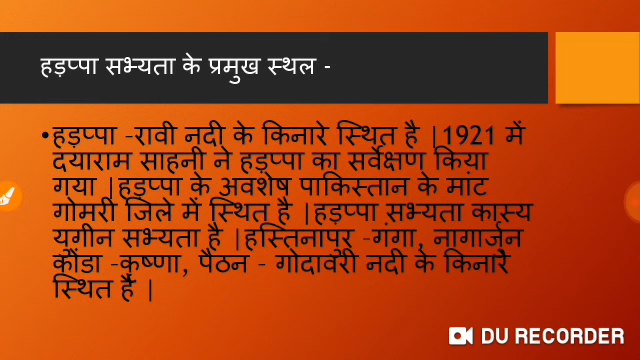 हड़प्पा सभ्यता के प्रमुख स्थल -
•हड़प्पा -रावी नदी के किनारे स्थित है |1921 में
दयाराम साहनी ने हड़प्पा का सर्वेक्षण किया
गया |हड़प्पा के अवशेष पाकिस्तान के मांट
गोमरी जिले में स्थित है |हड़प्पा सभ्यता कांस्य
युगीन सभ्यता है |हस्तिनापुर -गंगा, नागार्जुन
कोंडा -कृष्णा, पैठन - गोदावरी नदी के किनारे
स्थित है |
DU RECORDER